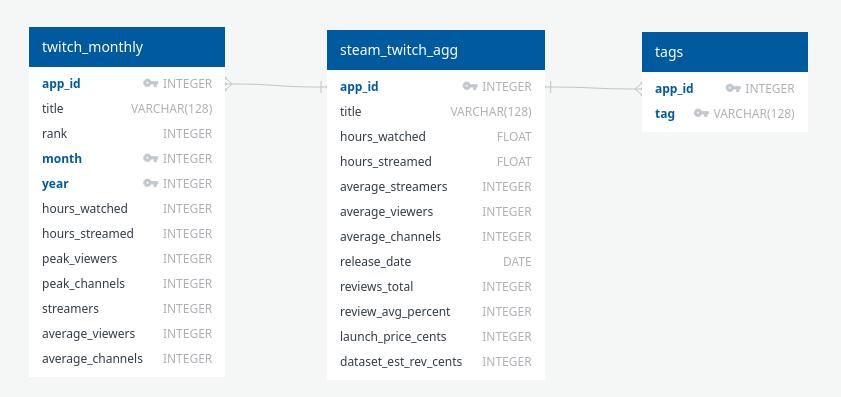 twitch_monthly
app_id INTEGER
title VARCHAR(128)
rank INTEGER
month INTEGER
year INTEGER
hours_watched INTEGER
hours_streamed INTEGER
peak_viewers INTEGER
peak_channels INTEGER
streamers INTEGER
average_viewers INTEGER
average_channels INTEGER
steam_twitch_agg
app_id INTEGER
title VARCHAR(128)
hours_watched FLOAT
hours_streamed FLOAT
average_streamers INTEGER
average_viewers INTEGER
average_channels INTEGER
release_date DATE
reviews_total INTEGER
review_avg_percent INTEGER
launch_price_cents INTEGER
dataset_est_rev_cents INTEGER
tags
app_id INTEGER
tag VARCHAR(128)